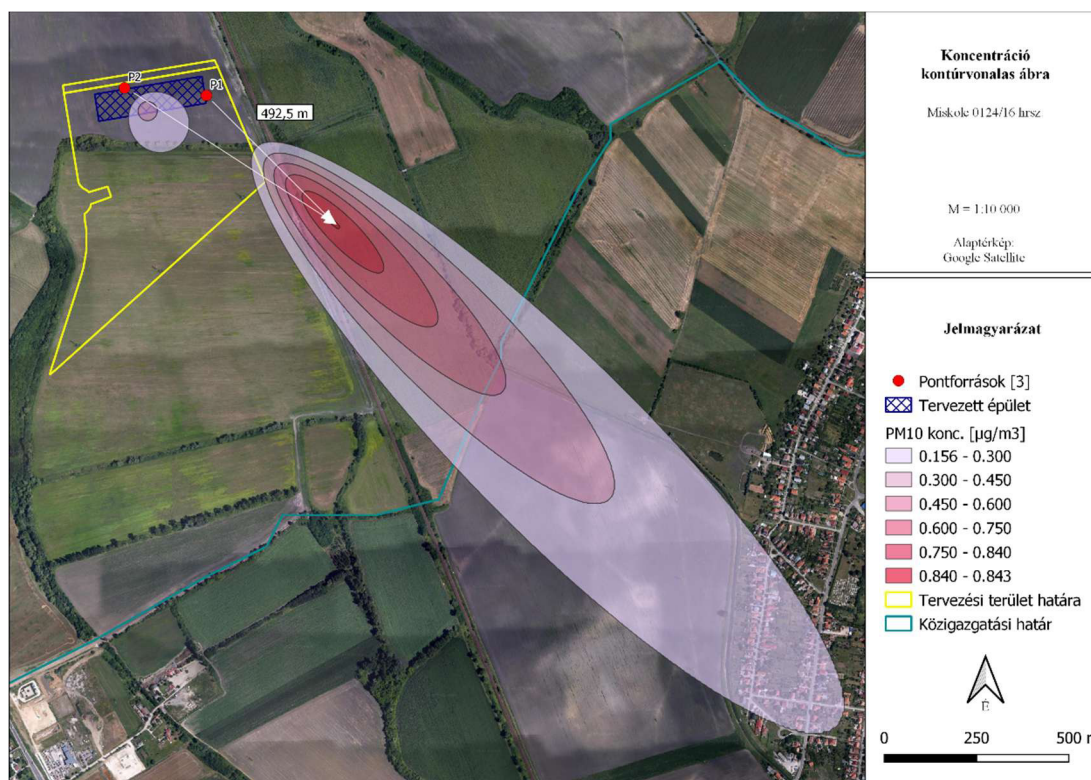 P2
P1
492,5 m
Koncentráció
kontúrvonalas ábra
Miskolc 0124/16 hrsz
M = 1:10 000
Alaptérkép:
Google Satellite
Jelmagyarázat
Pontforrások [3]
Tervezett épület
PM10 konc. [µg/m3]
0.156 - 0.300
0.300 - 0.450
0.450 - 0.600
0.600 - 0.750
0.750 - 0.840
0.840 - 0.843
Tervezési terület határa
Közigazgatási határ
É
0 250 500 m